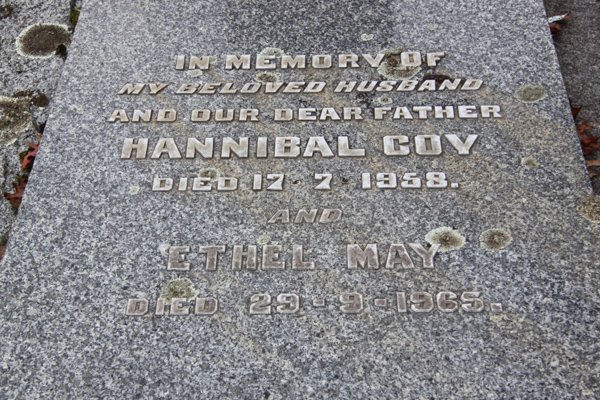 IN MEMORY OF
MY BELOVED HUSBAND
AND OUR DEAR FATHER
HANNIBAL COY
DIED 17 - 7 - 1958.
AND
ETHEL MAY
DIED 29 - 9 - 1965.